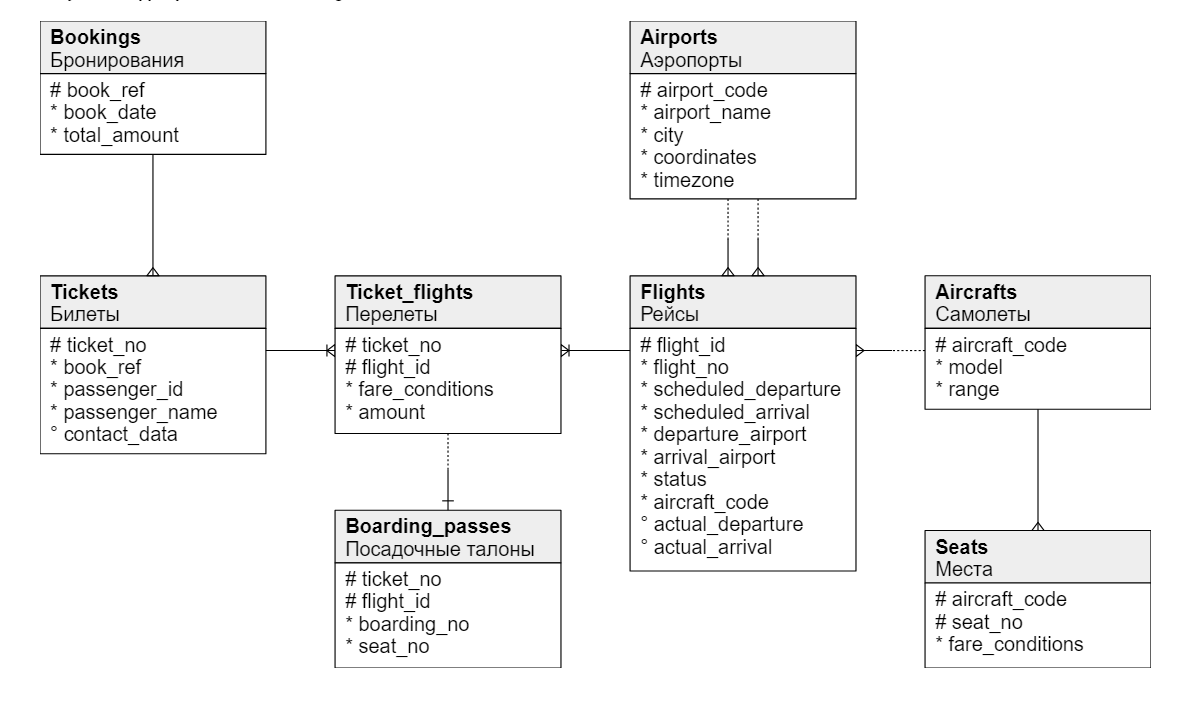 Bookings
Бронирования
# book_ref
* book_date
* total_amount
Airports
Аэропорты
# airport_code
* airport_name
* city
* coordinates
* timezone
Tickets
Билеты
# ticket_no
* book_ref
* passenger_id
* passenger_name
° contact_data
Ticket_flights
Перелеты
# ticket_no
# flight_id
* fare_conditions
* amount
Flights
Рейсы
# flight_id
* flight_no
* scheduled_departure
* scheduled_arrival
* departure_airport
* arrival_airport
* status
* aircraft_code
° actual_departure
° actual_arrival
Aircrafts
Самолеты
# aircraft_code
* model
* range
Boarding_passes
Посадочные талоны
# ticket_no
# flight_id
* boarding_no
* seat_no
Seats
Места
# aircraft_code
# seat_no
* fare_conditions